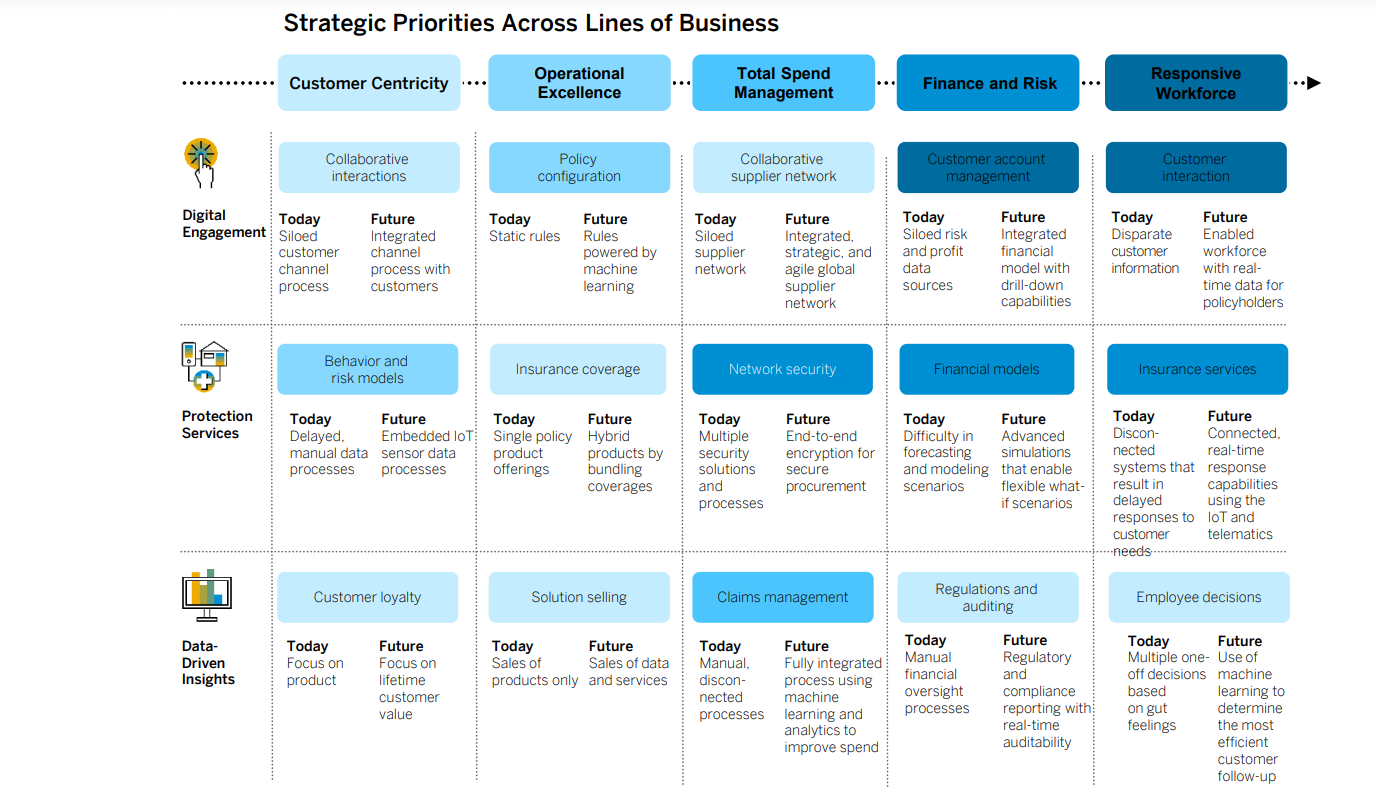 Strategic Priorities Across Lines of Business
Customer Centricity
Operational
Excellence
Total Spend
Management
Finance and Risk
Responsive
Workforce
Digital
Engagement
Collaborative
interactions
Today
Siloed
customer
channel
process
Future
Integrated
channel
process with
customers
Policy
configuration
Today
Static rules
Future
Rules
powered by
machine
learning
Collaborative
supplier network
Today
Siloed
supplier
network
Future
Integrated,
strategic, and
agile global
supplier
network
Customer account
management
Today
Siloed risk
and profit
data
sources
Future
Integrated
financial
model with
drill-down
capabilities
Customer
interaction
Today
Disparate
customer
information
Future
Enabled
workforce
with real-
time data for
policyholders
Protection
Services
Behavior and
risk models
Today
Delayed,
manual data
processes
Future
Embedded IoT
sensor data
processes
Insurance coverage
Today
Single policy
product
offerings
Future
Hybrid
products by
bundling
coverages
Network security
Today
Multiple
security
solutions
and
processes
Future
End-to-end
encryption for
secure
procurement
Financial models
Today
Difficulty in
forecasting
and modeling
scenarios
Future
Advanced
simulations
that enable
flexible what-
if scenarios
Insurance services
Today
Discon-
nected
systems that
result in
delayed
responses to
customer
needs
Future
Connected,
real-time
response
capabilities
using the
IoT and
telematics
Data-
Driven
Insights
Customer loyalty
Today
Focus on
product
Future
Focus on
lifetime
customer
value
Solution selling
Today
Sales of
products only
Future
Sales of data
and services
Claims management
Today
Manual,
discon-
nected
processes
Future
Fully integrated
process using
machine
learning and
analytics to
improve spend
Regulations and
auditing
Today
Manual
financial
oversight
processes
Future
Regulatory
and
compliance
reporting with
real-time
auditability
Employee decisions
Today
Multiple one-
off decisions
based
on gut
feelings
Future
Use of
machine
learning to
determine
the most
efficient
customer
follow-up